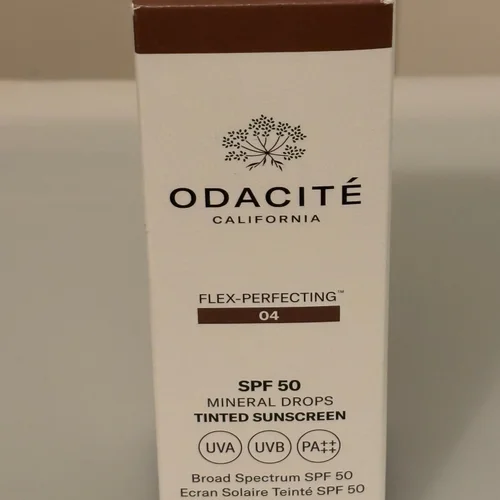 ODACITÉ
CALIFORNIA
FLEX-PERFECTING™
04
SPF 50
MINERAL DROPS
TINTED SUNSCREEN
UVA UVB PA++++
Broad Spectrum SPF 50
Ecran Solaire Teinté SPF 50